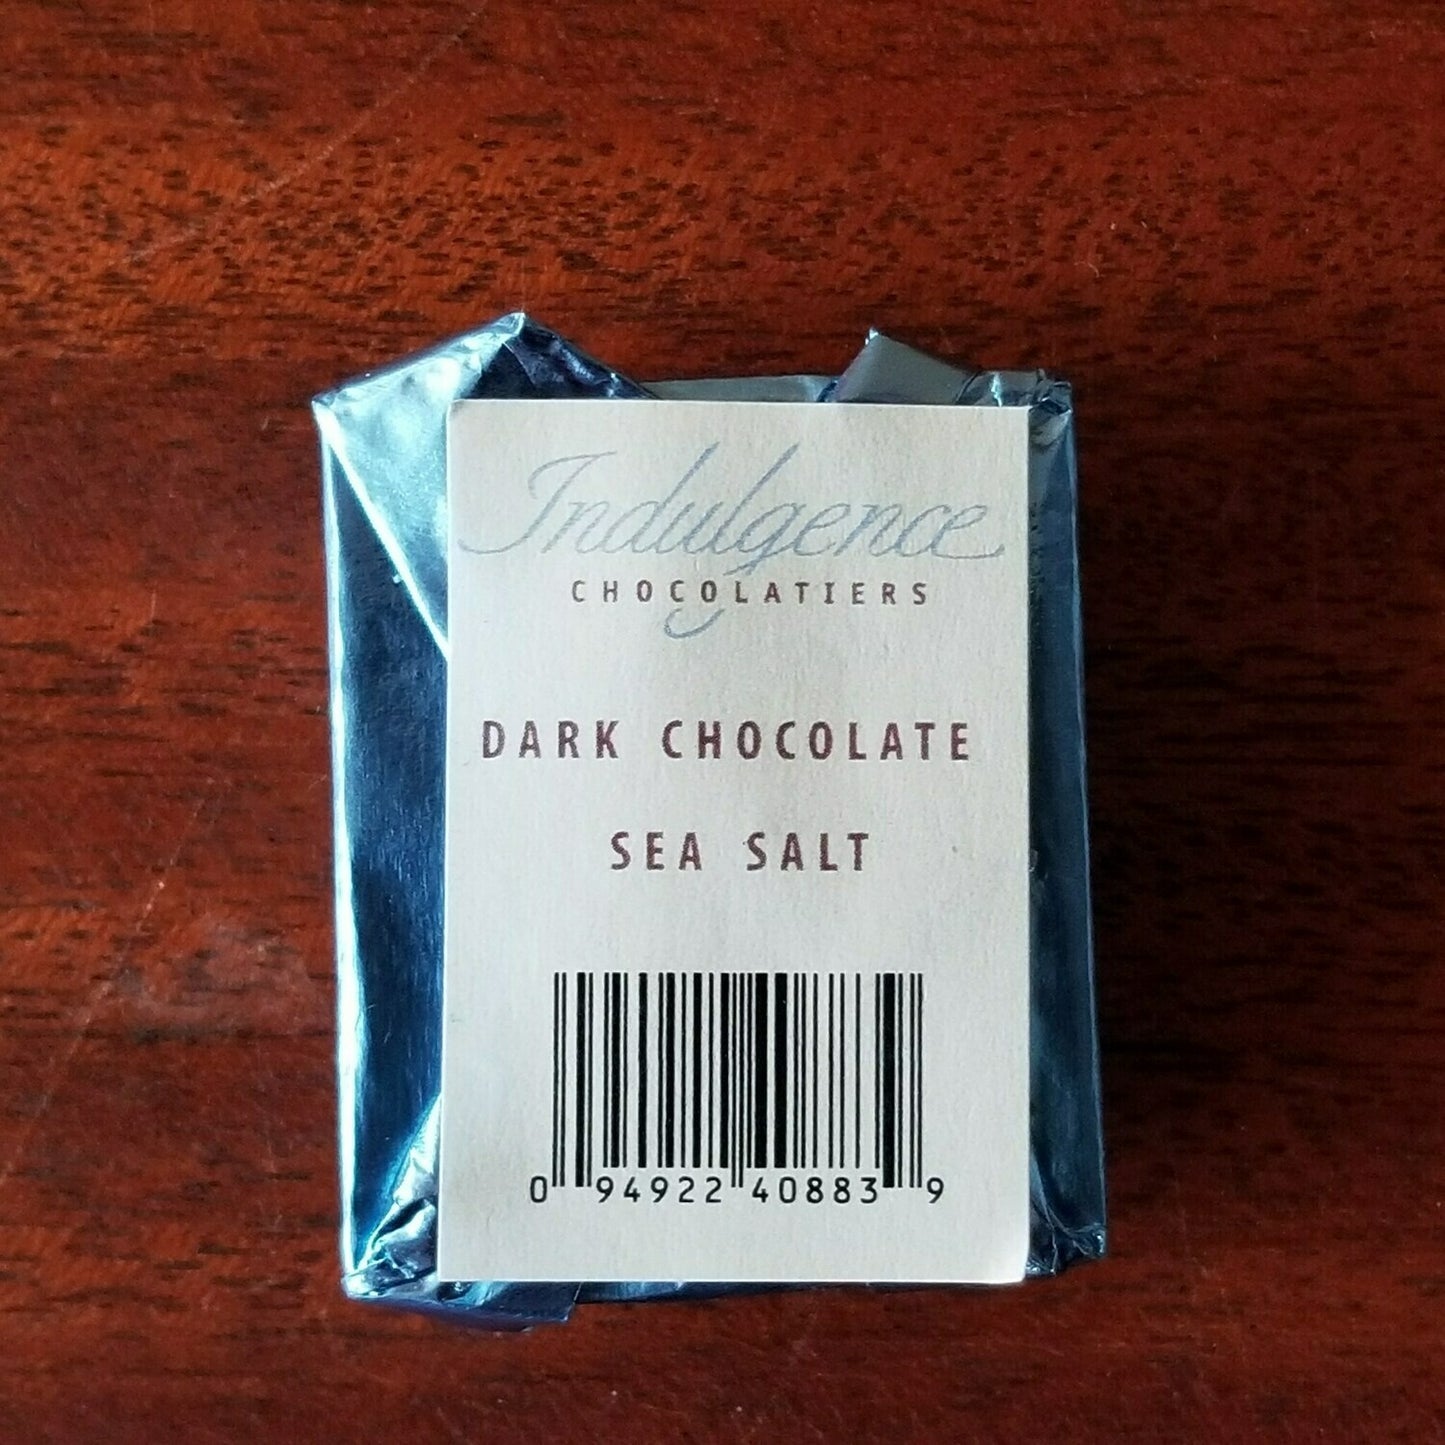 Indulgence
CHOCOLATIERS
DARK CHOCOLATE
SEA SALT
0 94922 40883 9